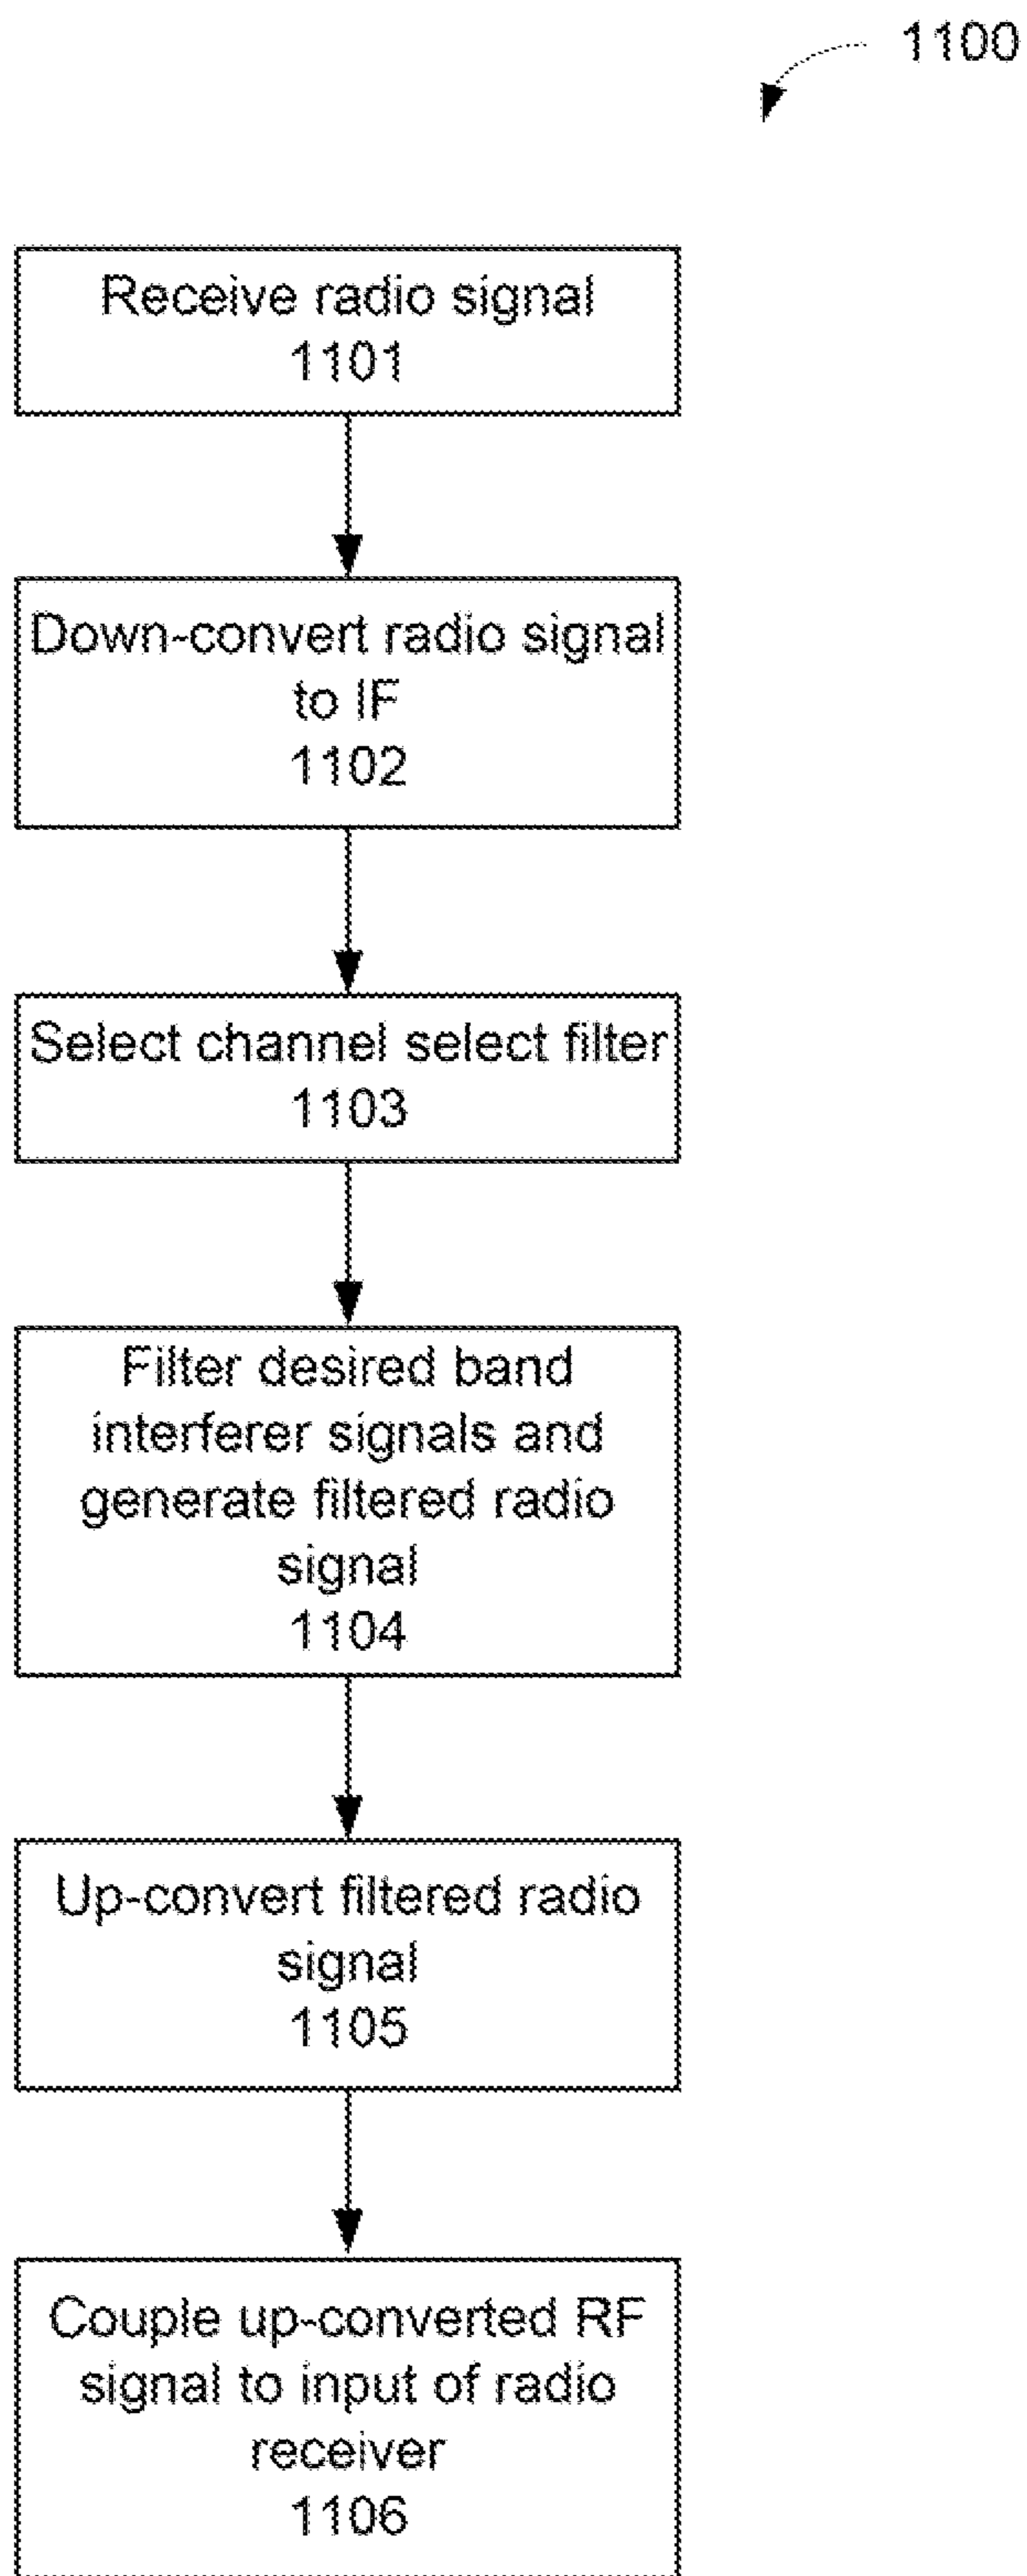 1100
Receive radio signal
1101
Down-convert radio signal
to IF
1102
Select channel select filter
1103
Filter desired band
interferer signals and
generate filtered radio
signal
1104
Up-convert filtered radio
signal
1105
Couple up-converted RF
signal to input of radio
receiver
1106